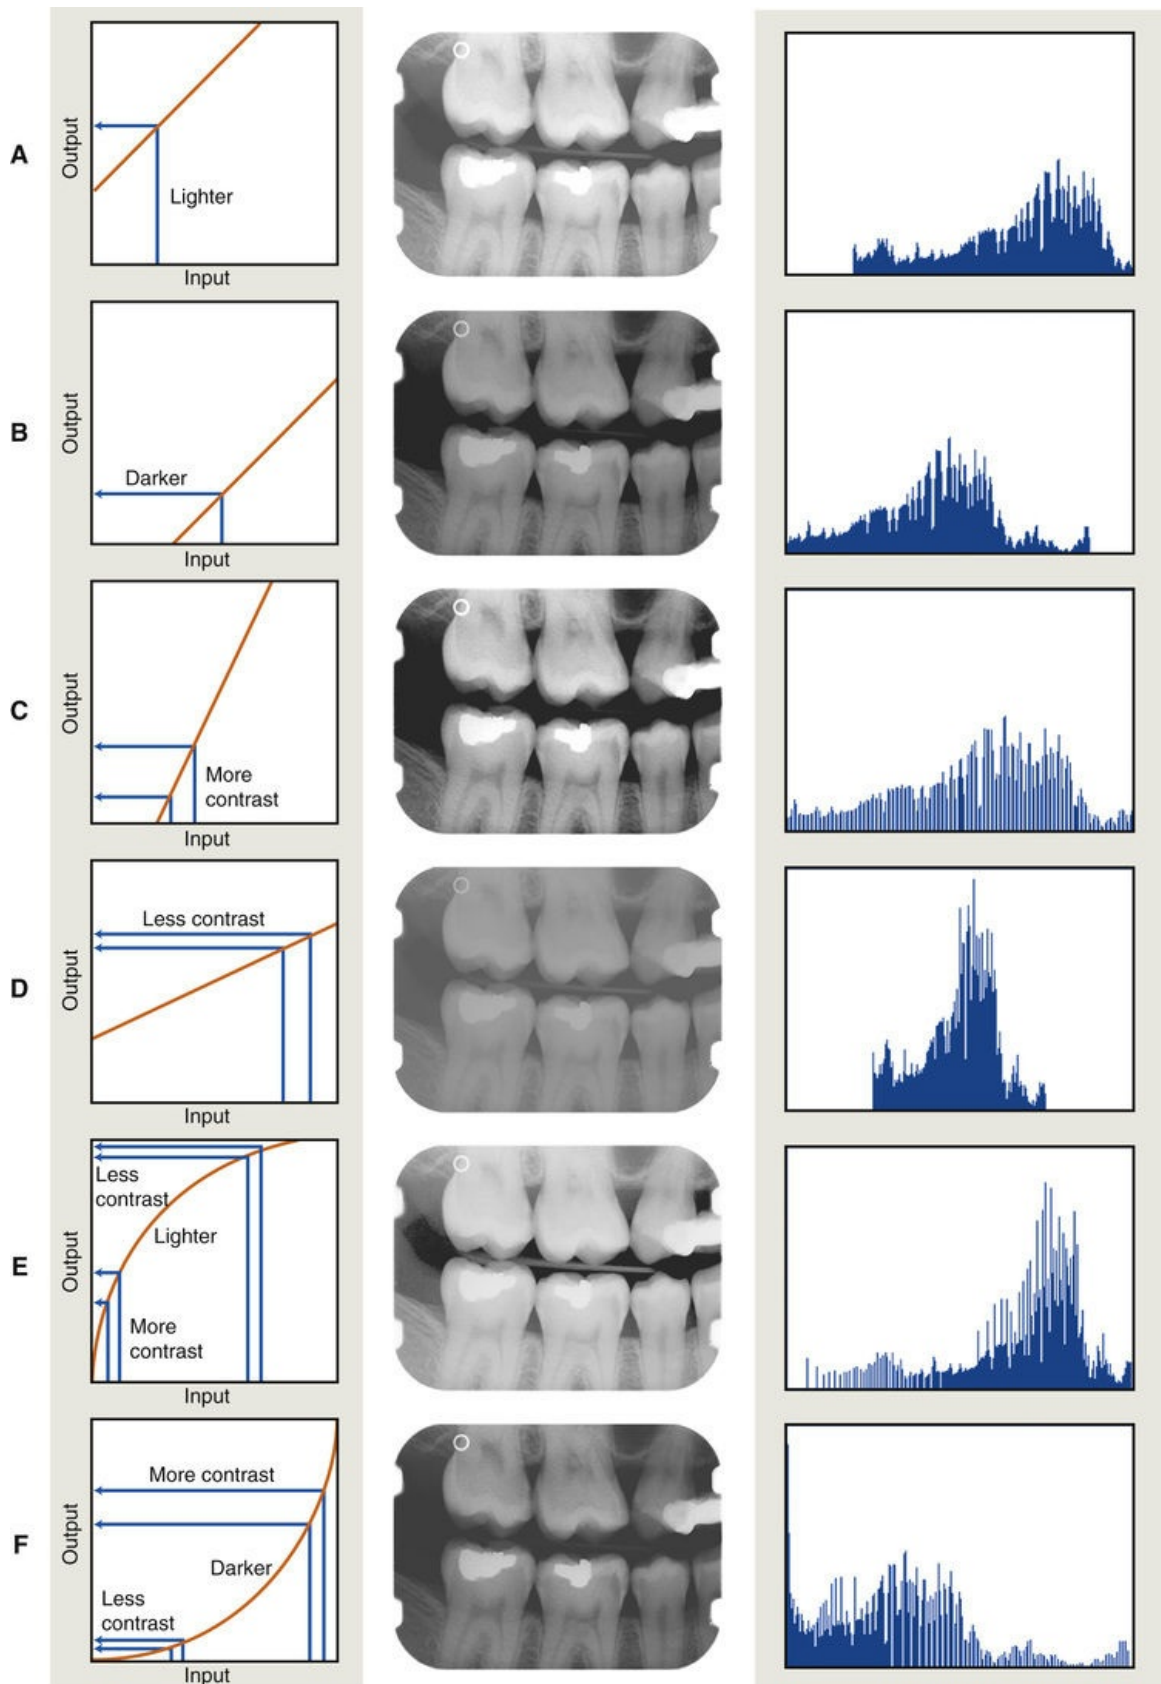 A
Output
Lighter
Input
B
Output
Darker
Input
C
Output
More
contrast
Input
D
Output
Less contrast
Input
E
Output
Less
contrast
Lighter
More
contrast
Input
F
Output
More contrast
Darker
Less
contrast
Input